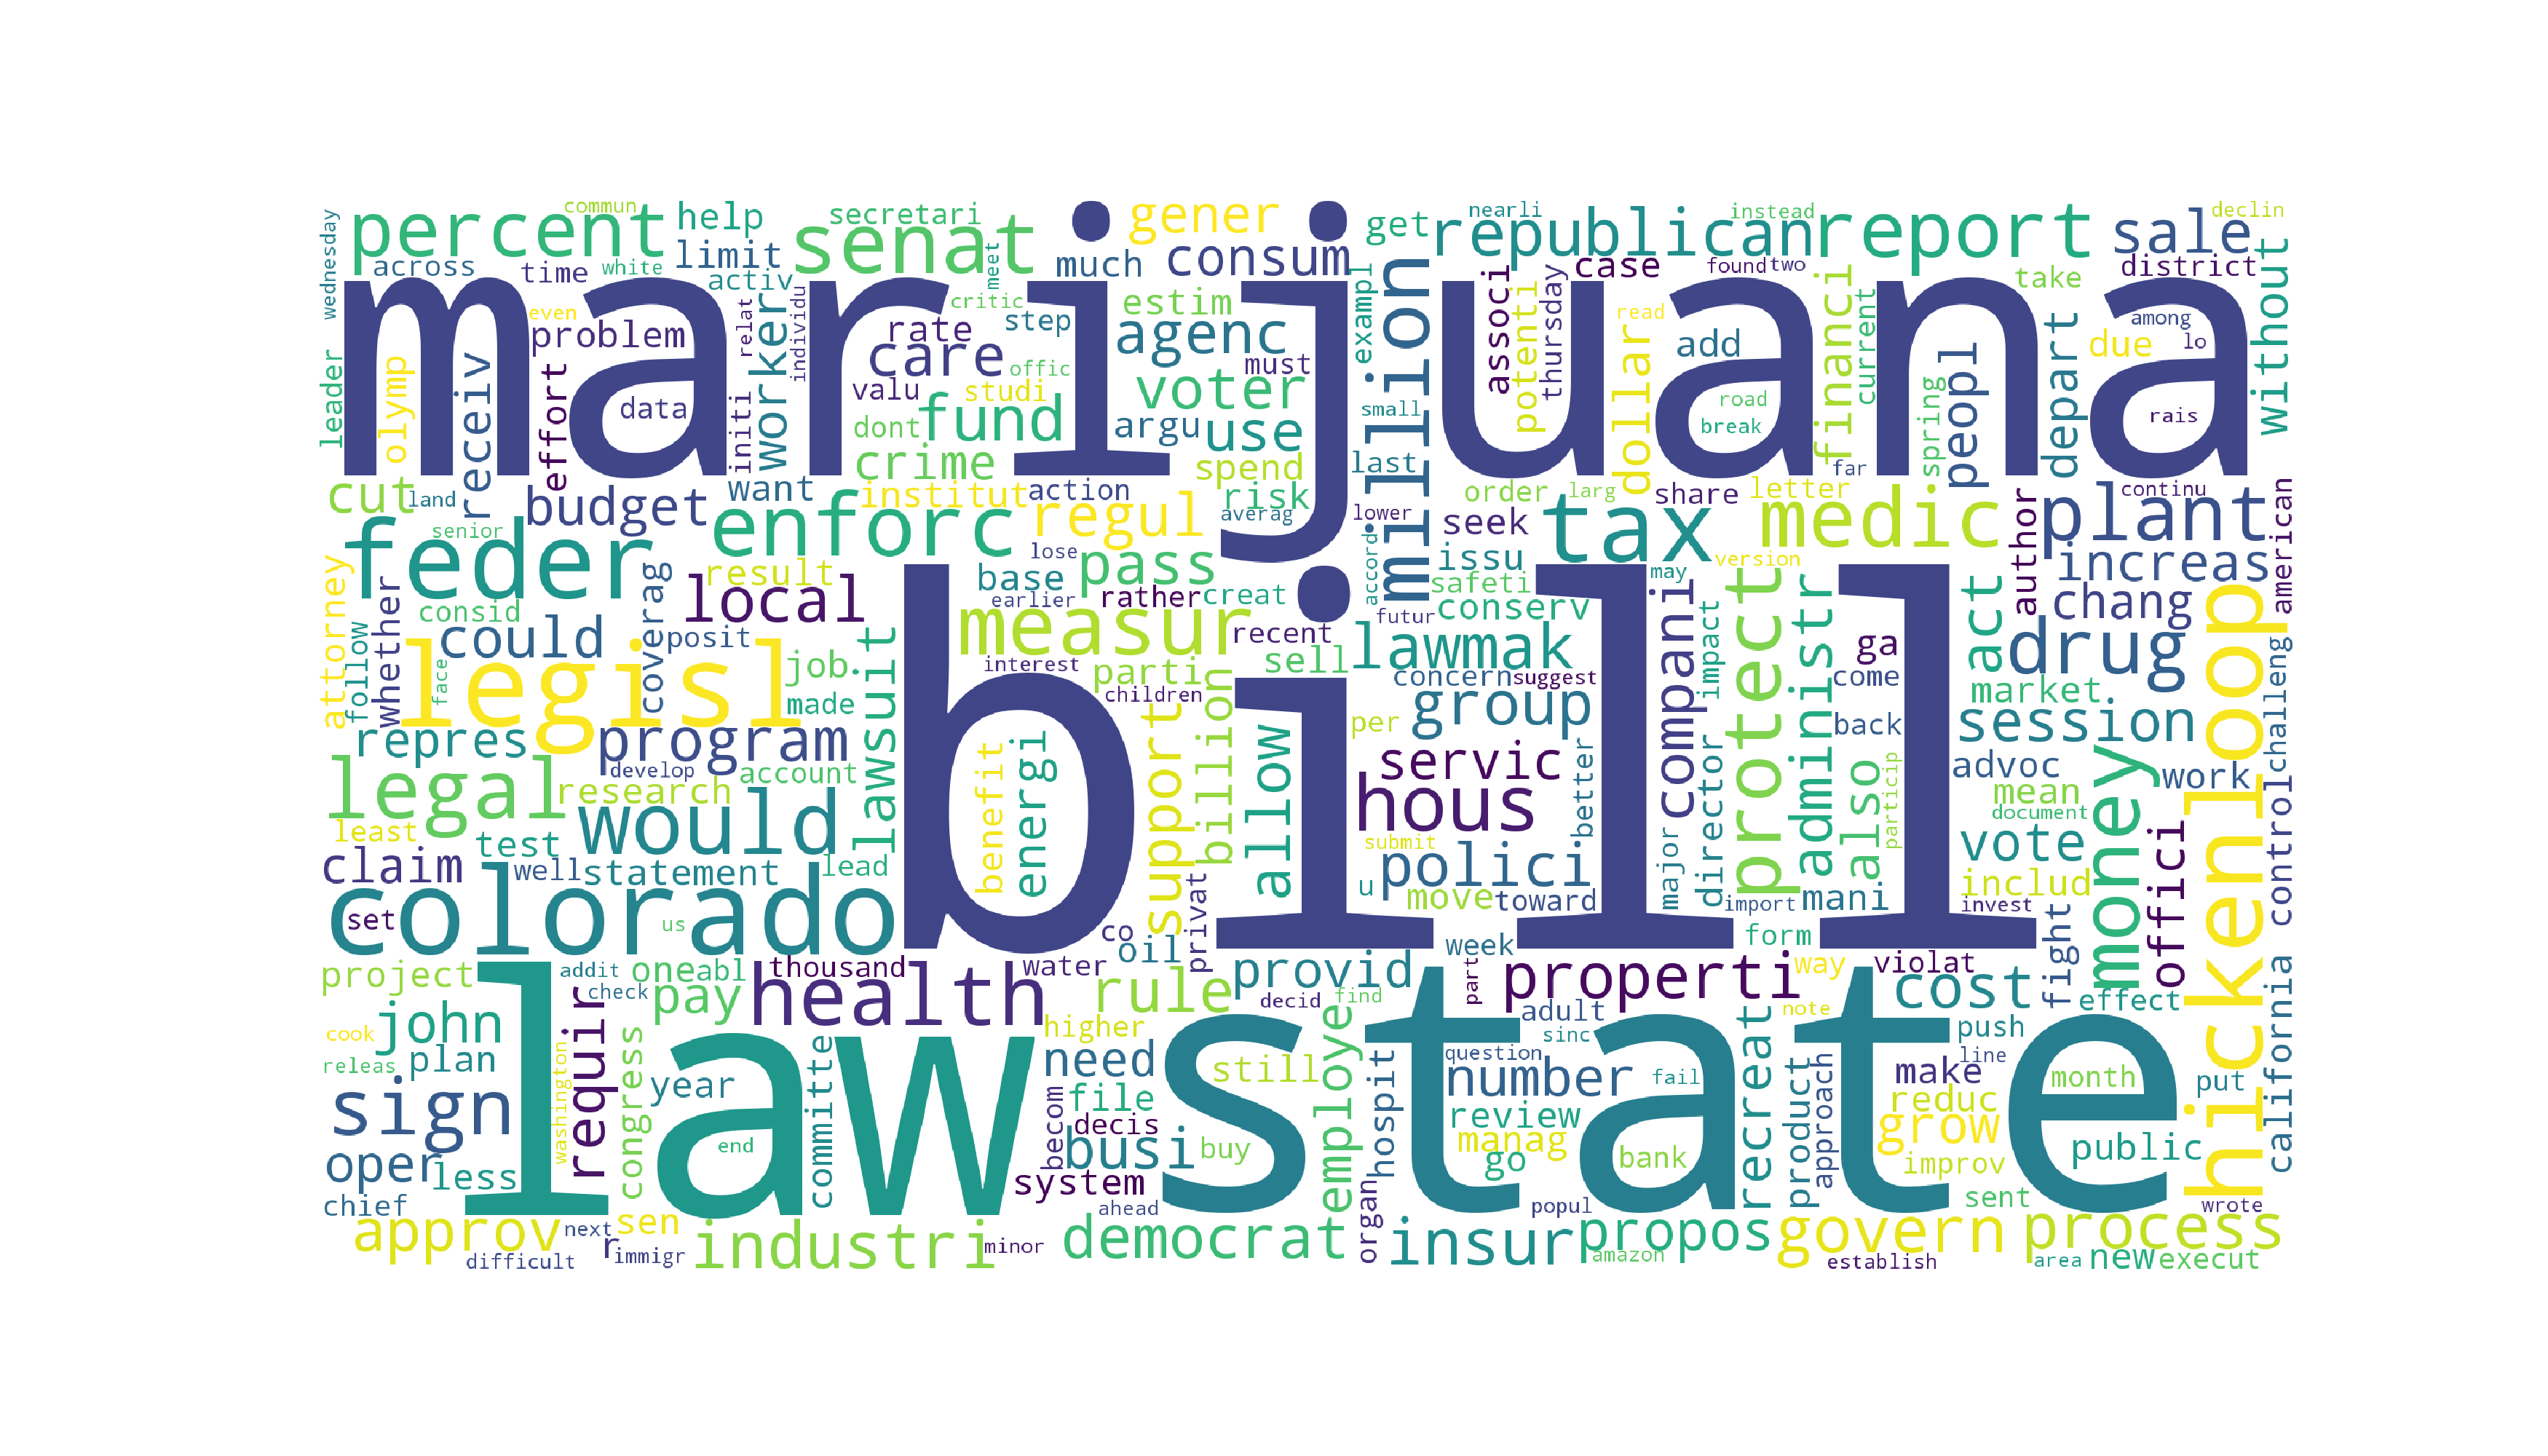 wednesday
percent
commun
help
secretari
senat
gener
get
nearli
republican
instead
report
sale
declin
across
time
white
limit
activ
meet
much
consum
million
case
found
two
district
without
marijuana
even
problem
relat
individu
critic
rate
care
step
estim
agenc
exampl
associ
potenti
thursday
dollar
read
add
financi
current
take
among
due
lo
leader
olymp
receiv
effort
data
initi
worker
valu
dont
fund
offic
studi
must
voter
argu
use
small
road
break
spring
peopl
depart
rais
cut
land
budget
want
crime
institut
action
spend
risk
last
order
larg
share
letter
far
author
continu
plant
american
feder
senior
enforc
regul
averag
lower
seek
tax
medic
increas
attorney
whether
consid
coverag
result
local
base
lose
pass
earlier
rather
creat
accord
issu
safeti
conserv
futur
may
version
protect
administr
act
chang
follow
face
could
posit
legisl
job
made
lawsuit
measur
interest
recent
sell
parti
children
lawmak
concern
suggest
group
compani
impact
ga
come
drug
market
challeng
repres
program
develop
account
bill
benefit
energi
support
billion
allow
per
servic
better
director
back
session
advoc
work
hickenloop
legal
research
least
test
would
hous
submit
major
also
particip
mean
document
money
vote
claim
well
statement
lead
privat
u
polici
move
toward
import
mani
includ
offici
control
set
colorado
us
co
oil
week
form
invest
project
addit
one
abl
thousand
water
provid
part
properti
way
violat
cost
fight
effect
check
requir
pay
health
rule
decid
find
adult
sinc
recreat
note
push
john
cook
releas
plan
washington
congress
year
committe
higher
need
still
employe
hospit
question
number
fail
product
approach
make
line
month
put
california
sign
law
end
becom
file
decis
state
review
manag
reduc
grow
public
oper
less
busi
buy
go
bank
improv
chief
system
organ
popul
sent
wrote
approv
next
sen
r
immigr
difficult
industri
minor
ahead
democrat
insur
propos
amazon
govern
establish
process
area
new
execut